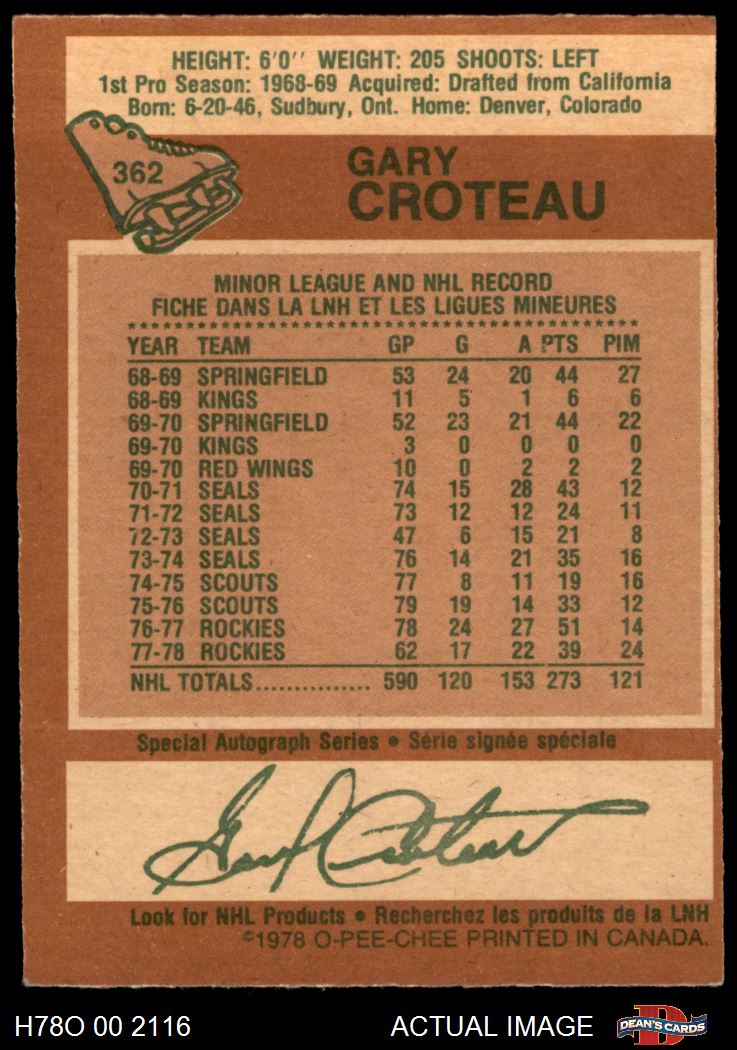 HEIGHT: 6'0'' WEIGHT: 205 SHOOTS: LEFT
1st Pro Season: 1968-69 Acquired: Drafted from California
Born: 6-20-46, Sudbury, Ont. Home: Denver, Colorado
362
GARY
CROTEAU
MINOR LEAGUE AND NHL RECORD
FICHE DANS LA LNH ET LES LIGUES MINEURES
YEAR TEAM GP G A PTS PIM
68-69 SPRINGFIELD 53 24 20 44 27
68-69 KINGS 11 5 1 6 6
69-70 SPRINGFIELD 52 23 21 44 22
69-70 KINGS 3 0 0 0 0
69-70 RED WINGS 10 0 2 2 2
70-71 SEALS 74 15 28 43 12
71-72 SEALS 73 12 12 24 11
72-73 SEALS 47 6 15 21 8
73-74 SEALS 76 14 21 35 16
74-75 SCOUTS 77 8 11 19 16
75-76 SCOUTS 79 19 14 33 12
76-77 ROCKIES 78 24 27 51 14
77-78 ROCKIES 62 17 22 39 24
NHL TOTALS................ 590 120 153 273 121
Special Autograph Series • Série signée spéciale
Gary Croteau
Look for NHL Products • Recherchez les produits de la LNH
©1978 O-PEE-CHEE PRINTED IN CANADA.
H78O 00 2116 ACTUAL IMAGE D DEAN'S CARDS